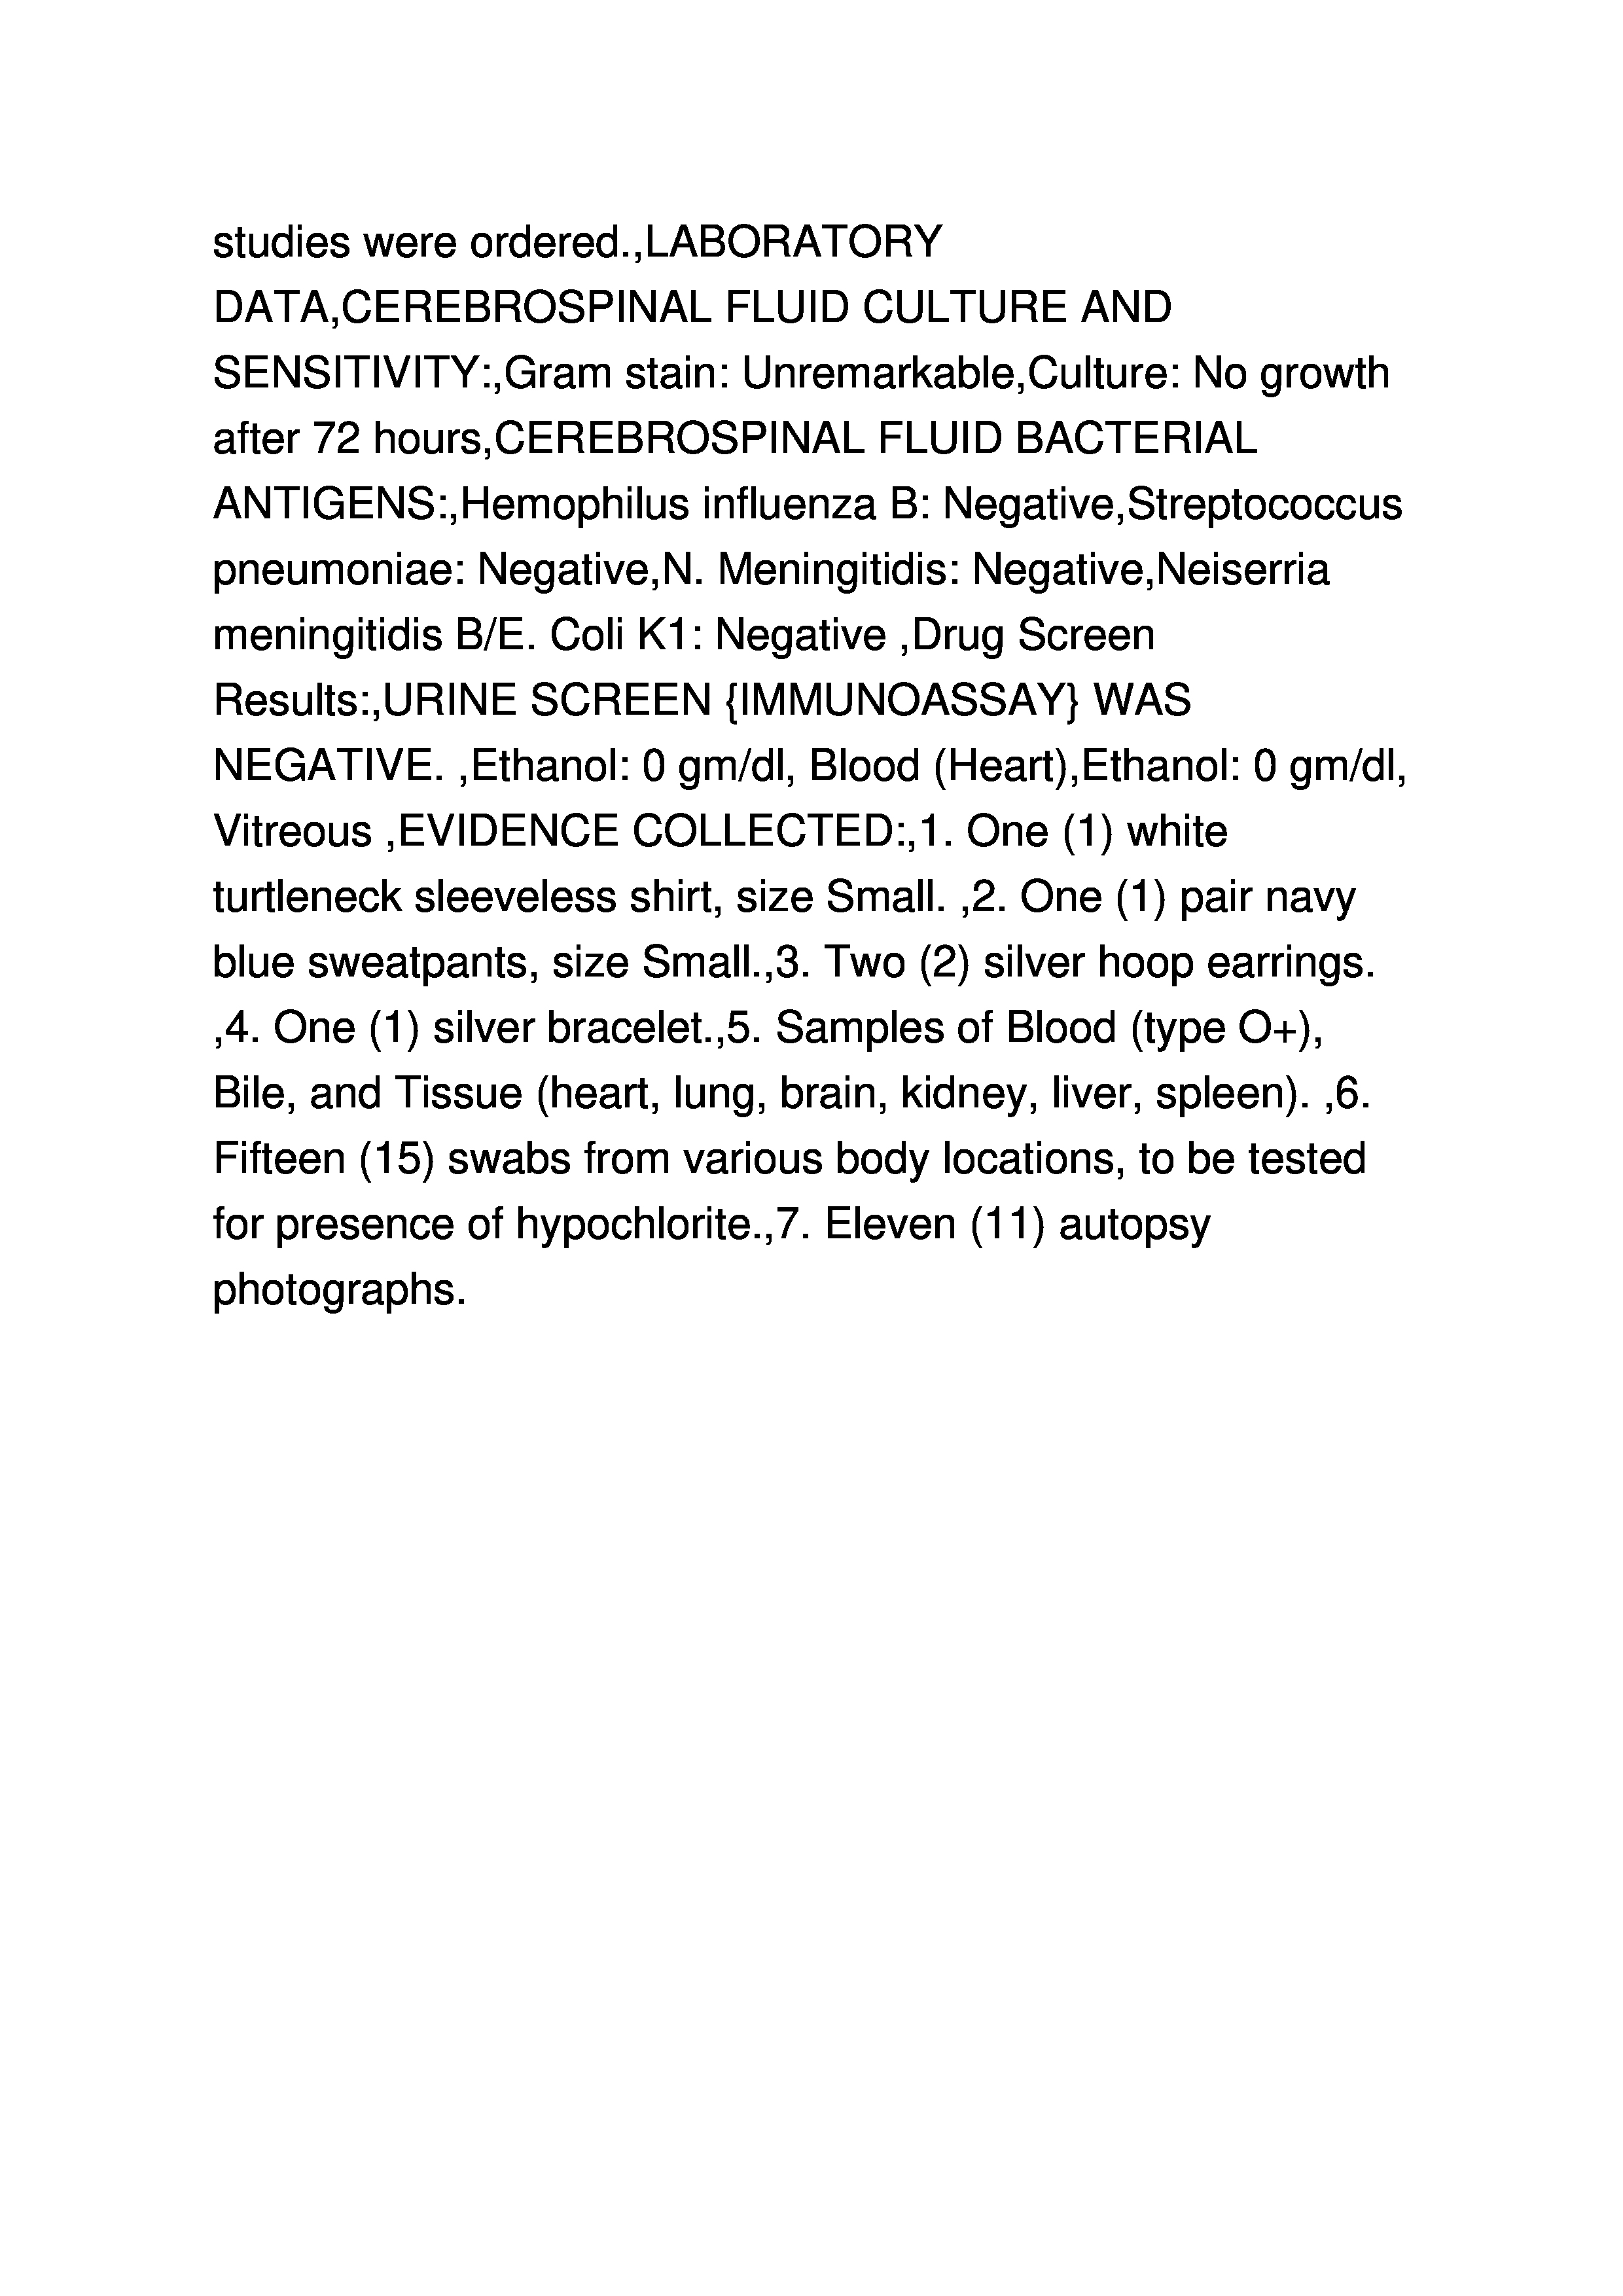 studies were ordered.,LABORATORY
DATA,CEREBROSPINAL FLUID CULTURE AND
SENSITIVITY:,Gram stain: Unremarkable,Culture: No growth
after 72 hours,CEREBROSPINAL FLUID BACTERIAL
ANTIGENS:,Hemophilus influenza B: Negative,Streptococcus
pneumoniae: Negative,N. Meningitidis: Negative,Neiserria
meningitidis B/E. Coli K1: Negative ,Drug Screen
Results:,URINE SCREEN {IMMUNOASSAY} WAS
NEGATIVE. ,Ethanol: 0 gm/dl, Blood (Heart),Ethanol: 0 gm/dl,
Vitreous ,EVIDENCE COLLECTED:,1. One (1) white
turtleneck sleeveless shirt, size Small. ,2. One (1) pair navy
blue sweatpants, size Small.,3. Two (2) silver hoop earrings.
,4. One (1) silver bracelet.,5. Samples of Blood (type O+),
Bile, and Tissue (heart, lung, brain, kidney, liver, spleen). ,6.
Fifteen (15) swabs from various body locations, to be tested
for presence of hypochlorite.,7. Eleven (11) autopsy
photographs.